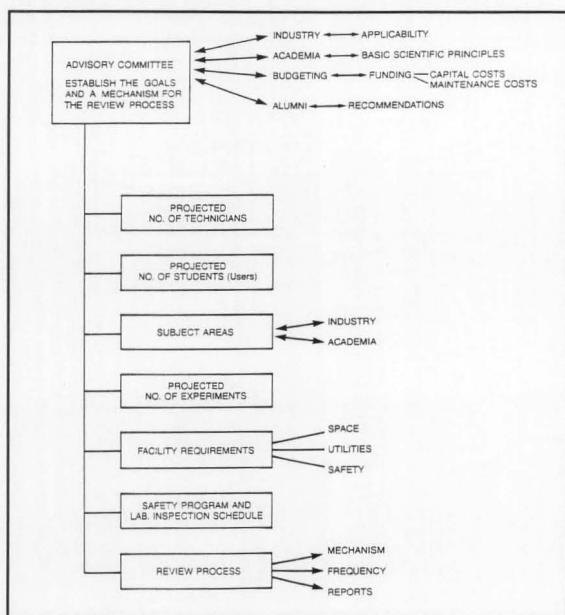 ADVISORY COMMITTEE
ESTABLISH THE GOALS
AND A MECHANISM FOR
THE REVIEW PROCESS
INDUSTRY APPLICABILITY
ACADEMIA BASIC SCIENTIFIC PRINCIPLES
BUDGETING FUNDING CAPITAL COSTS
MAINTENANCE COSTS
ALUMNI RECOMMENDATIONS
PROJECTED
NO. OF TECHNICIANS
PROJECTED
NO. OF STUDENTS (Users)
SUBJECT AREAS
INDUSTRY
ACADEMIA
PROJECTED
NO. OF EXPERIMENTS
FACILITY REQUIREMENTS
SPACE
UTILITIES
SAFETY
SAFETY PROGRAM AND
LAB. INSPECTION SCHEDULE
REVIEW PROCESS
MECHANISM
FREQUENCY
REPORTS